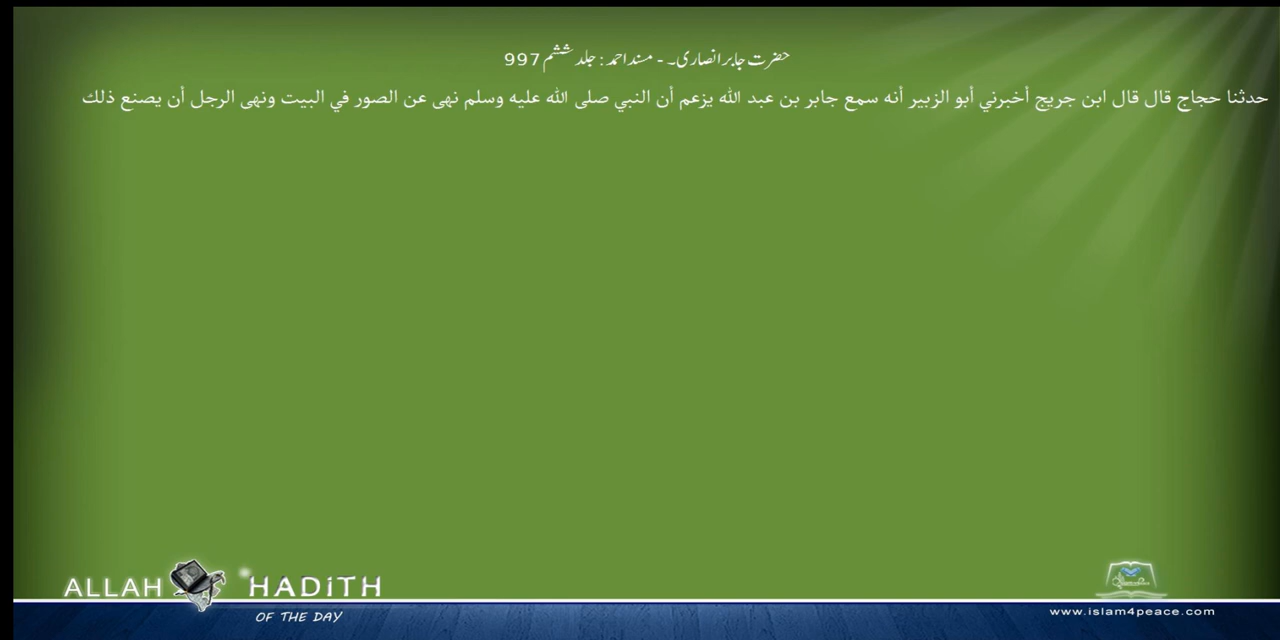 حضرت جابر انصاری۔ - مسند احمد: جلد ششم 997
حدثنا حجاج قال قال ابن جريج أخبرني أبو الزبير أنه سمع جابر بن عبد الله يزعم أن النبي صلى الله عليه وسلم نهى عن الصور في البيت ونهى الرجل أن يصنع ذلك
ALLAH HADITH
OF THE DAY
www.islam4peace.com